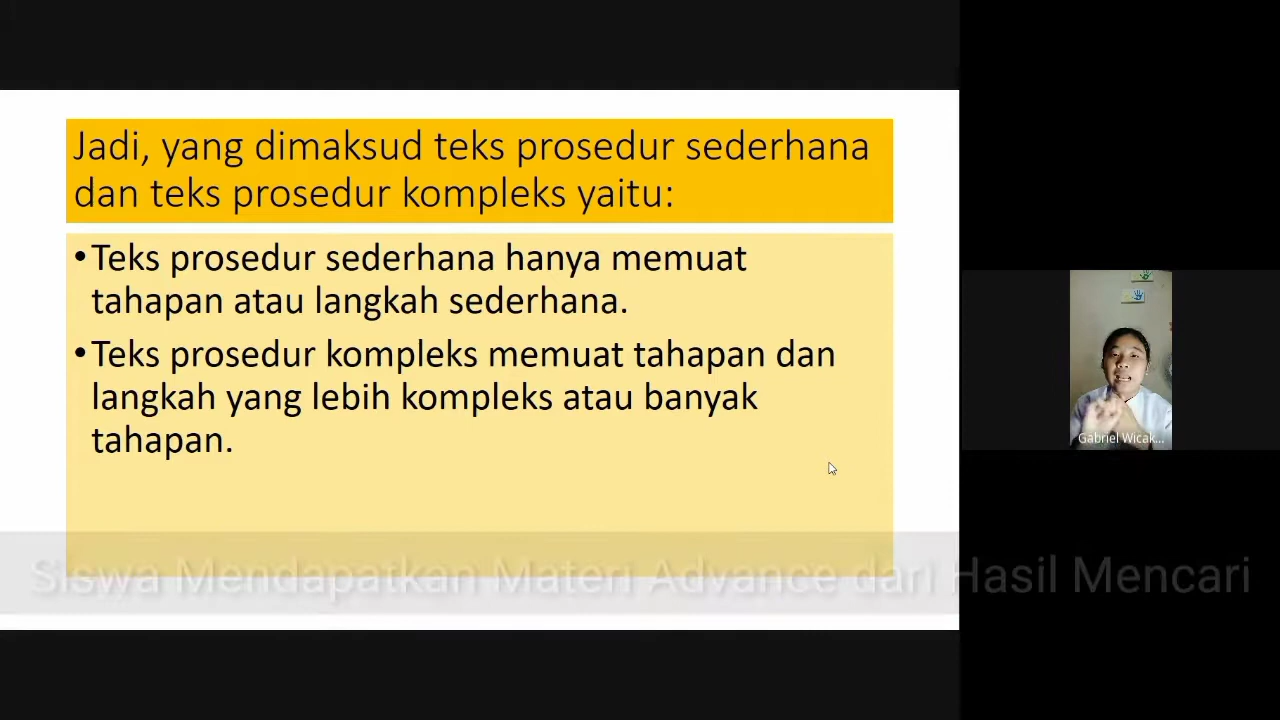 Jadi, yang dimaksud teks prosedur sederhana
dan teks prosedur kompleks yaitu:
•Teks prosedur sederhana hanya memuat
tahapan atau langkah sederhana.
•Teks prosedur kompleks memuat tahapan dan
langkah yang lebih kompleks atau banyak
tahapan.
Gabriel Wicak...
Siswa Mendapatkan Materi Advance dari Hasil Mencari